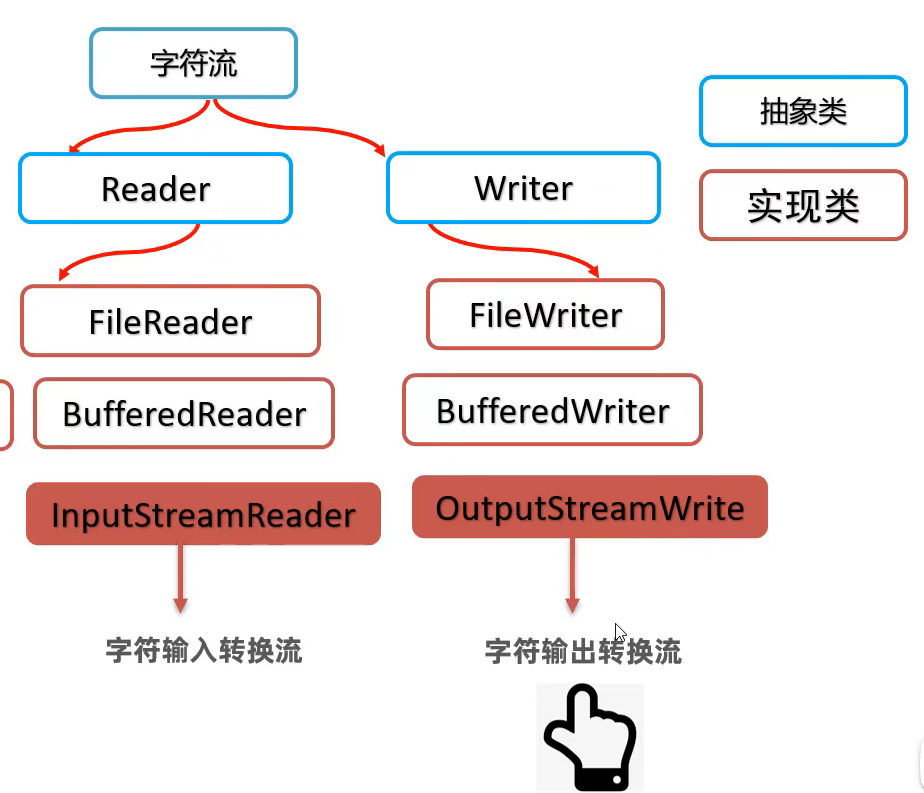 字符流
抽象类
Reader
Writer
实现类
FileReader
FileWriter
BufferedReader
BufferedWriter
InputStreamReader
OutputStreamWrite
字符输入转换流
字符输出转换流